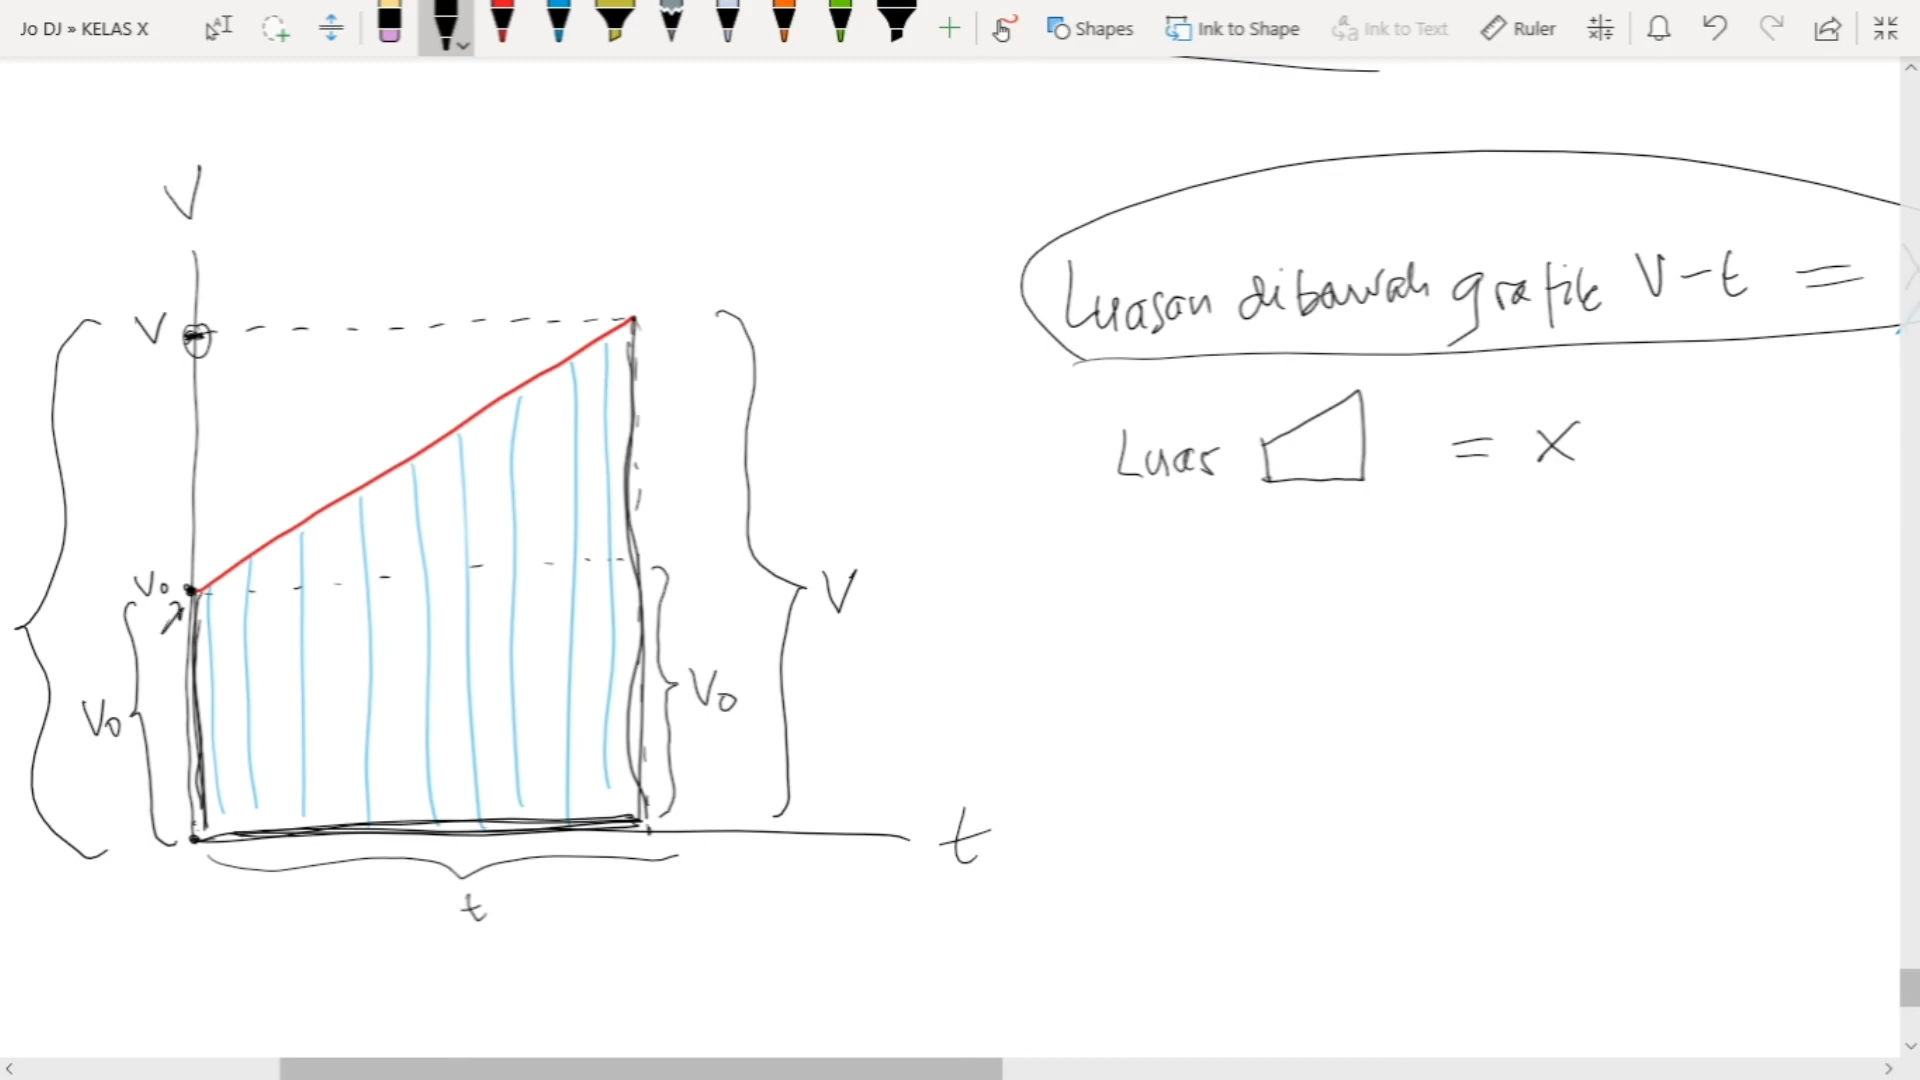 Jo DJ » KELAS X
Shapes
Ink to Shape
Ink to Text
Ruler
V
Luasan dibawah grafik V-t =
V
Luas = X
V
V₀
V₀
V₀
t
t